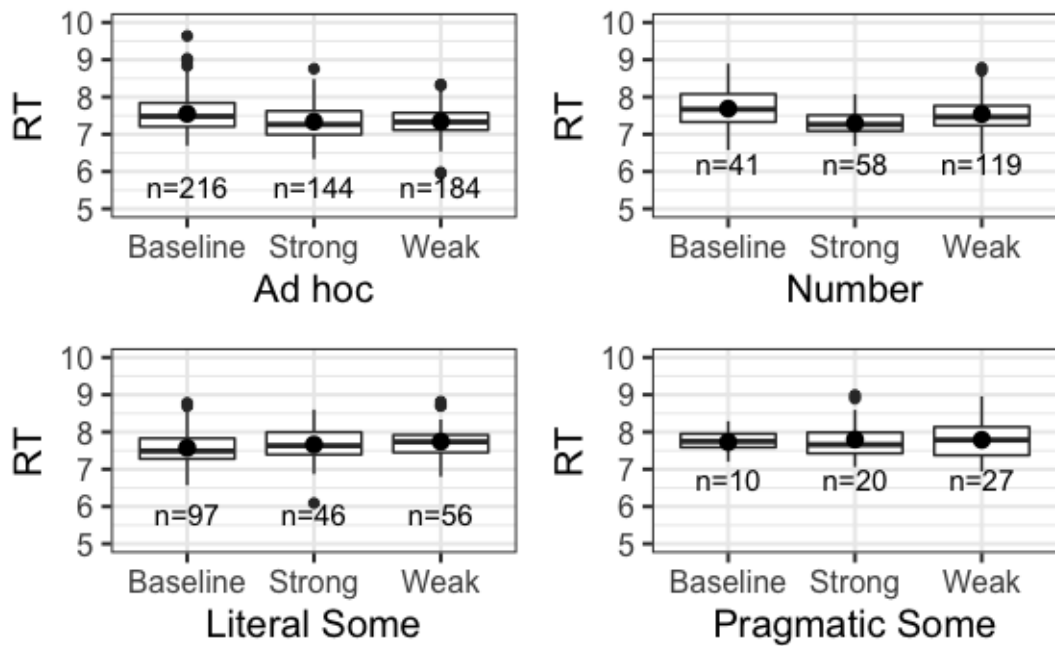 RT
10
9
8
7
6
5
n=216
n=144
n=184
Baseline
Strong
Weak
Ad hoc
RT
10
9
8
7
6
5
n=41
n=58
n=119
Baseline
Strong
Weak
Number
RT
10
9
8
7
6
5
n=97
n=46
n=56
Baseline
Strong
Weak
Literal Some
RT
10
9
8
7
6
5
n=10
n=20
n=27
Baseline
Strong
Weak
Pragmatic Some